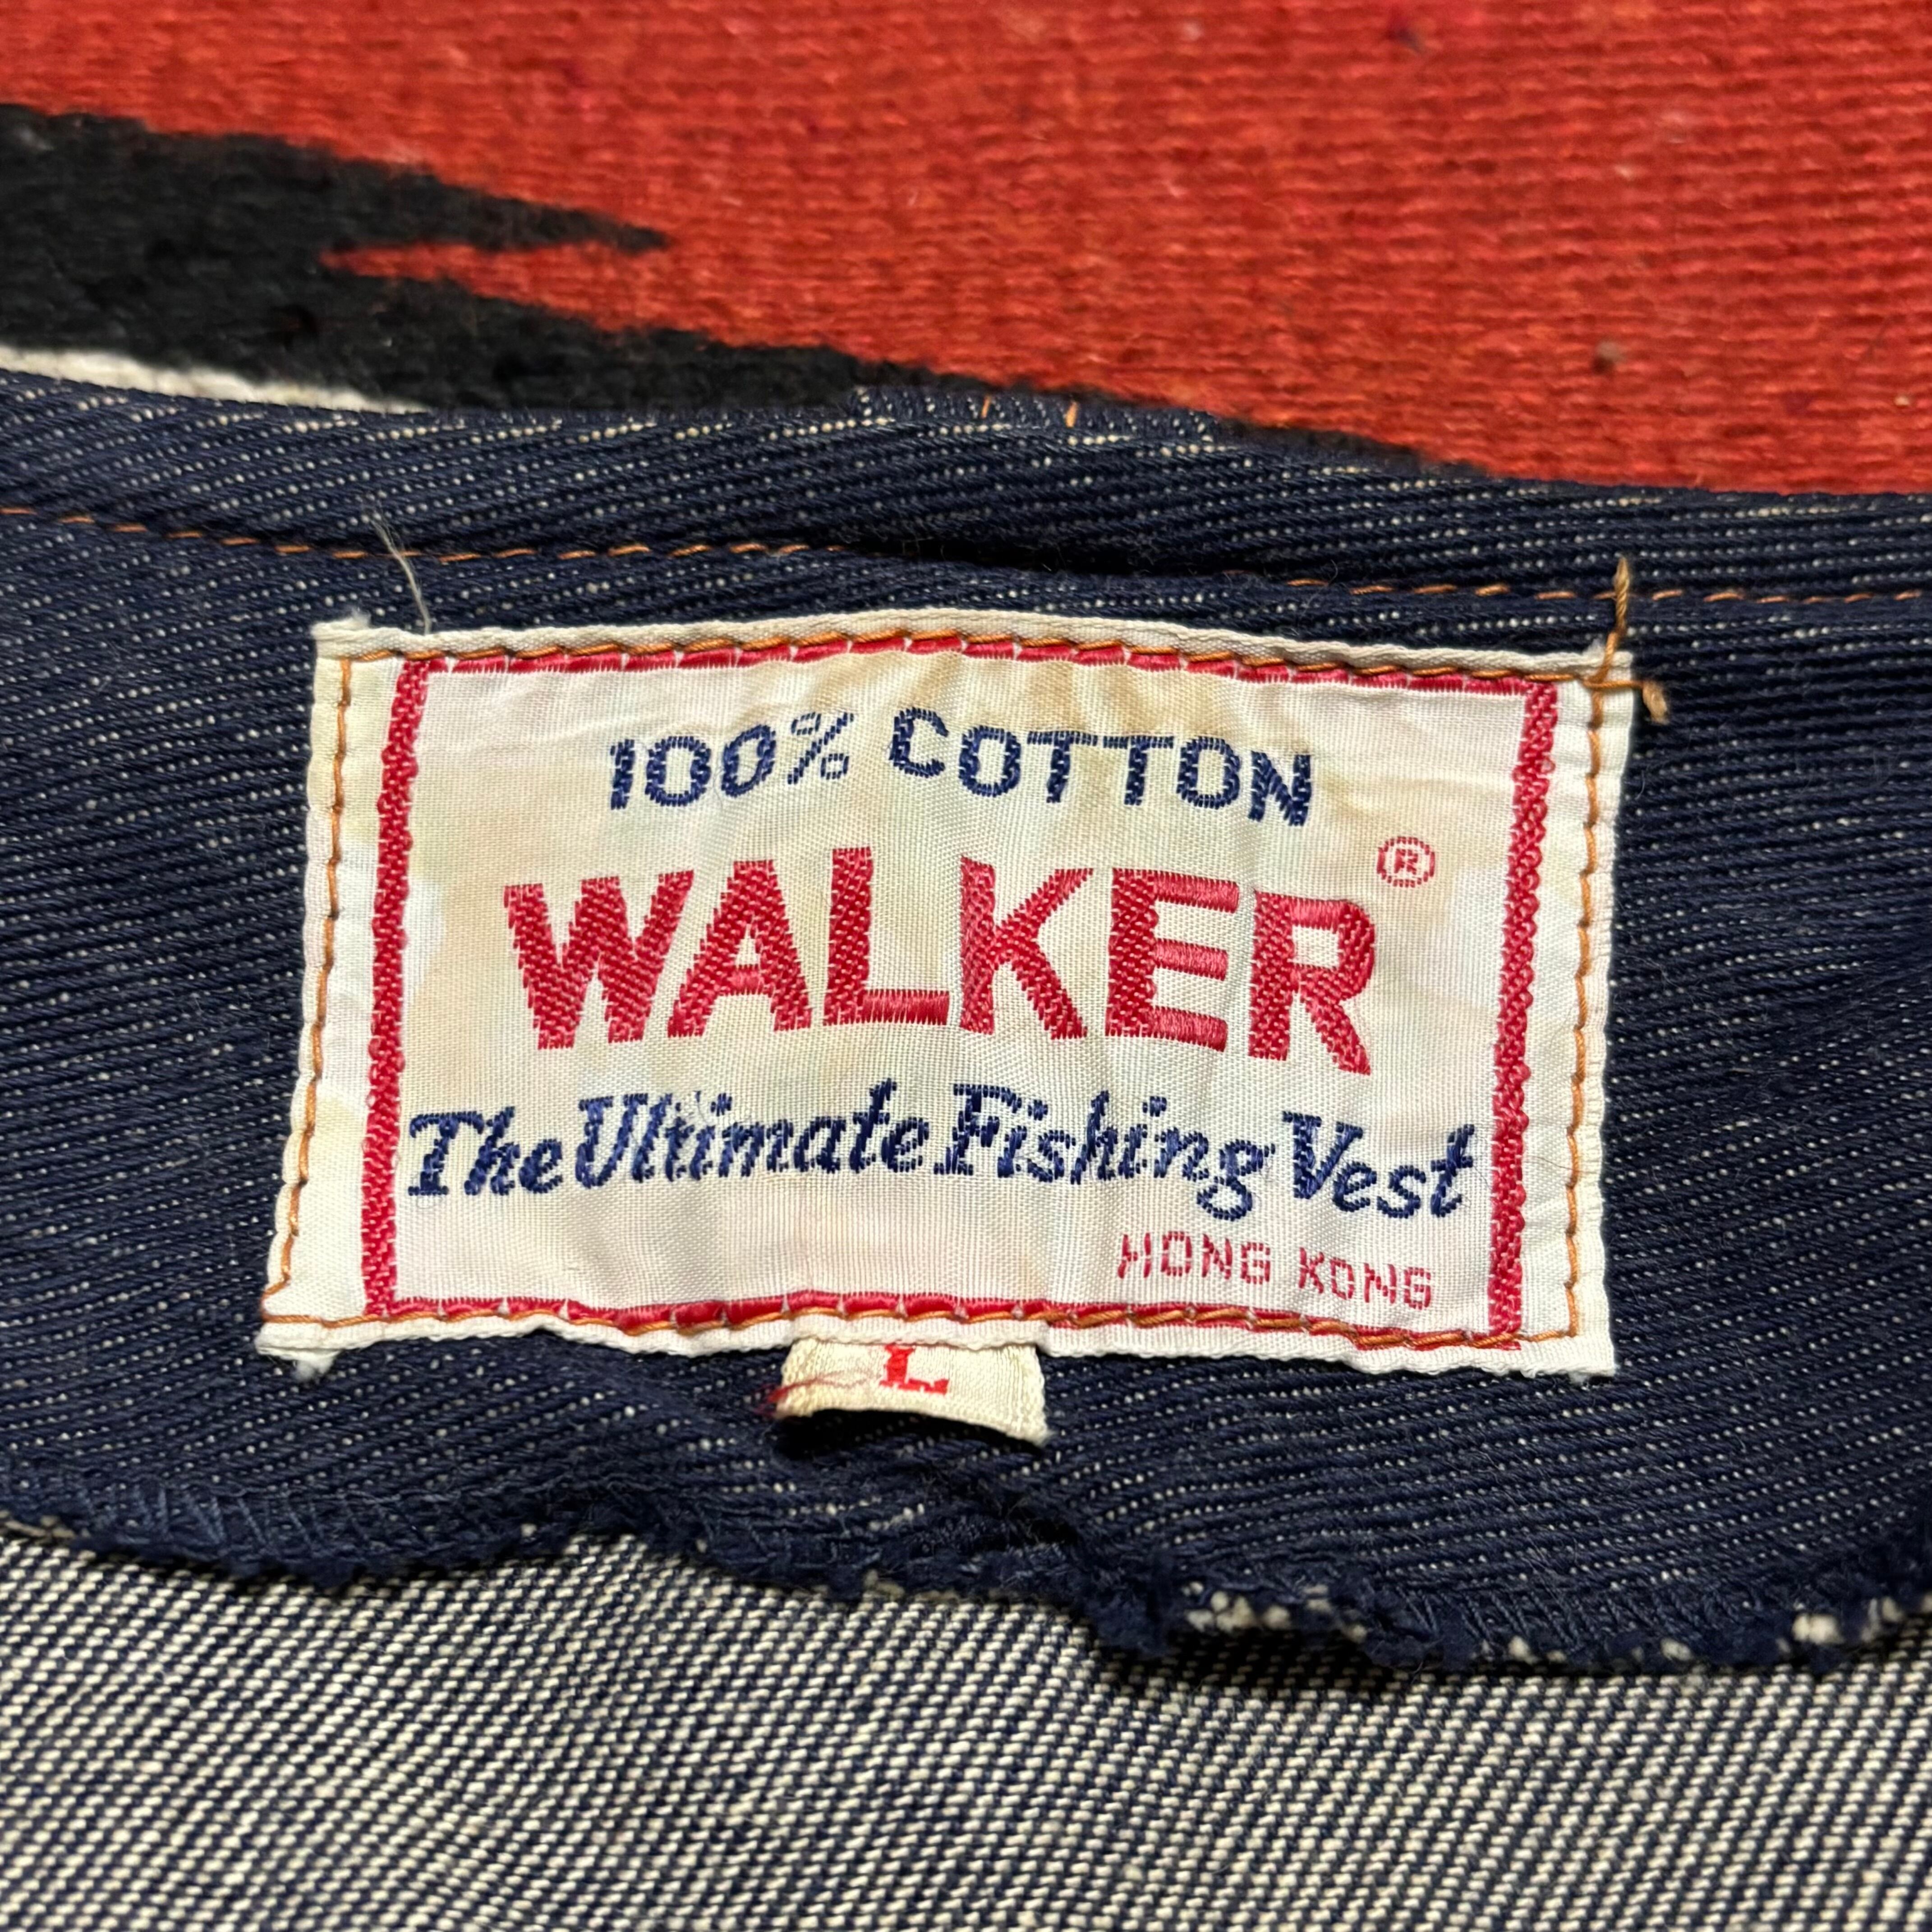 100% COTTON
WALKER ®
The Ultimate Fishing Vest
HONG KONG
L